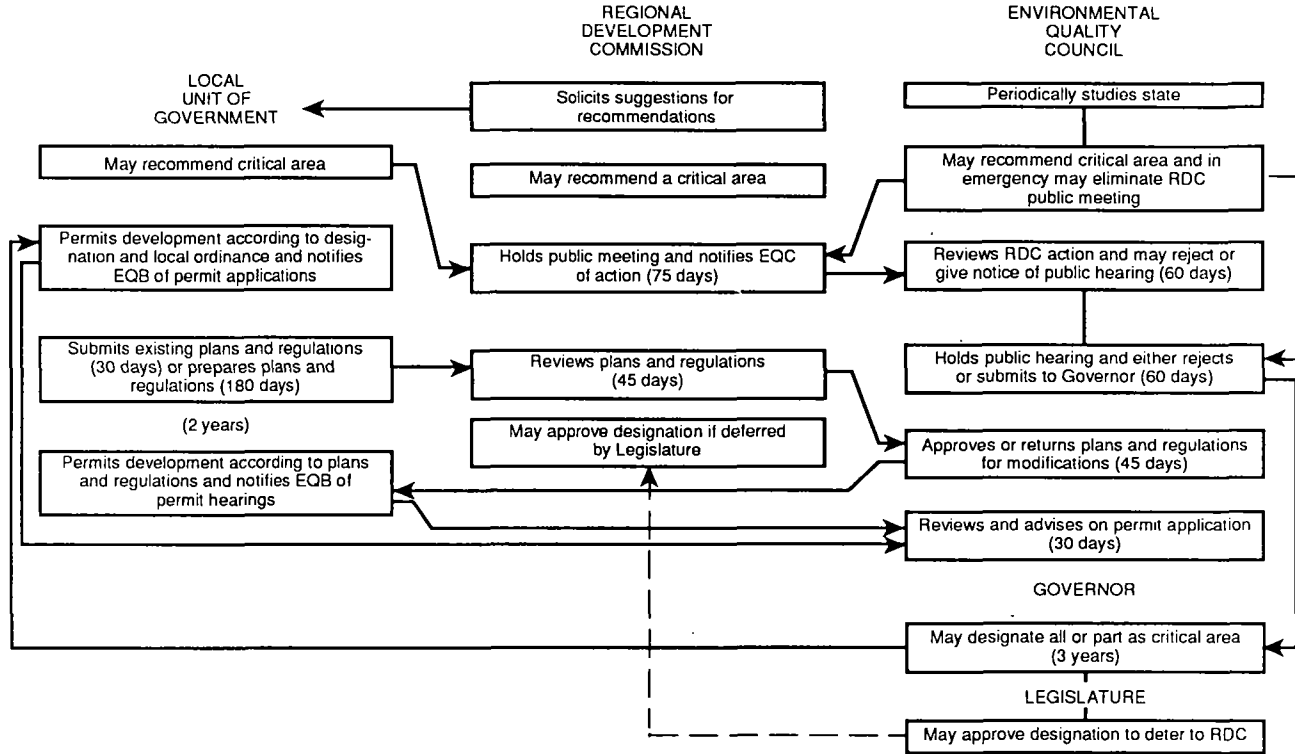 REGIONAL
DEVELOPMENT
COMMISSION
ENVIRONMENTAL
QUALITY
COUNCIL
LOCAL
UNIT OF
GOVERNMENT
Solicits suggestions for
recommendations
Periodically studies state
May recommend critical area
May recommend a critical area
May recommend critical area and in
emergency may eliminate RDC
public meeting
Permits development according to desig-
nation and local ordinance and notifies
EQB of permit applications
Holds public meeting and notifies EQC
of action (75 days)
Reviews RDC action and may reject or
give notice of public hearing (60 days)
Submits existing plans and regulations
(30 days) or prepares plans and
regulations (180 days)
Reviews plans and regulations
(45 days)
Holds public hearing and either rejects
or submits to Governor (60 days)
(2 years)
May approve designation if deferred
by Legislature
Approves or returns plans and regulations
for modifications (45 days)
Permits development according to plans
and regulations and notifies EQB of
permit hearings
Reviews and advises on permit application
(30 days)
GOVERNOR
May designate all or part as critical area
(3 years)
LEGISLATURE
May approve designation to deter to RDC